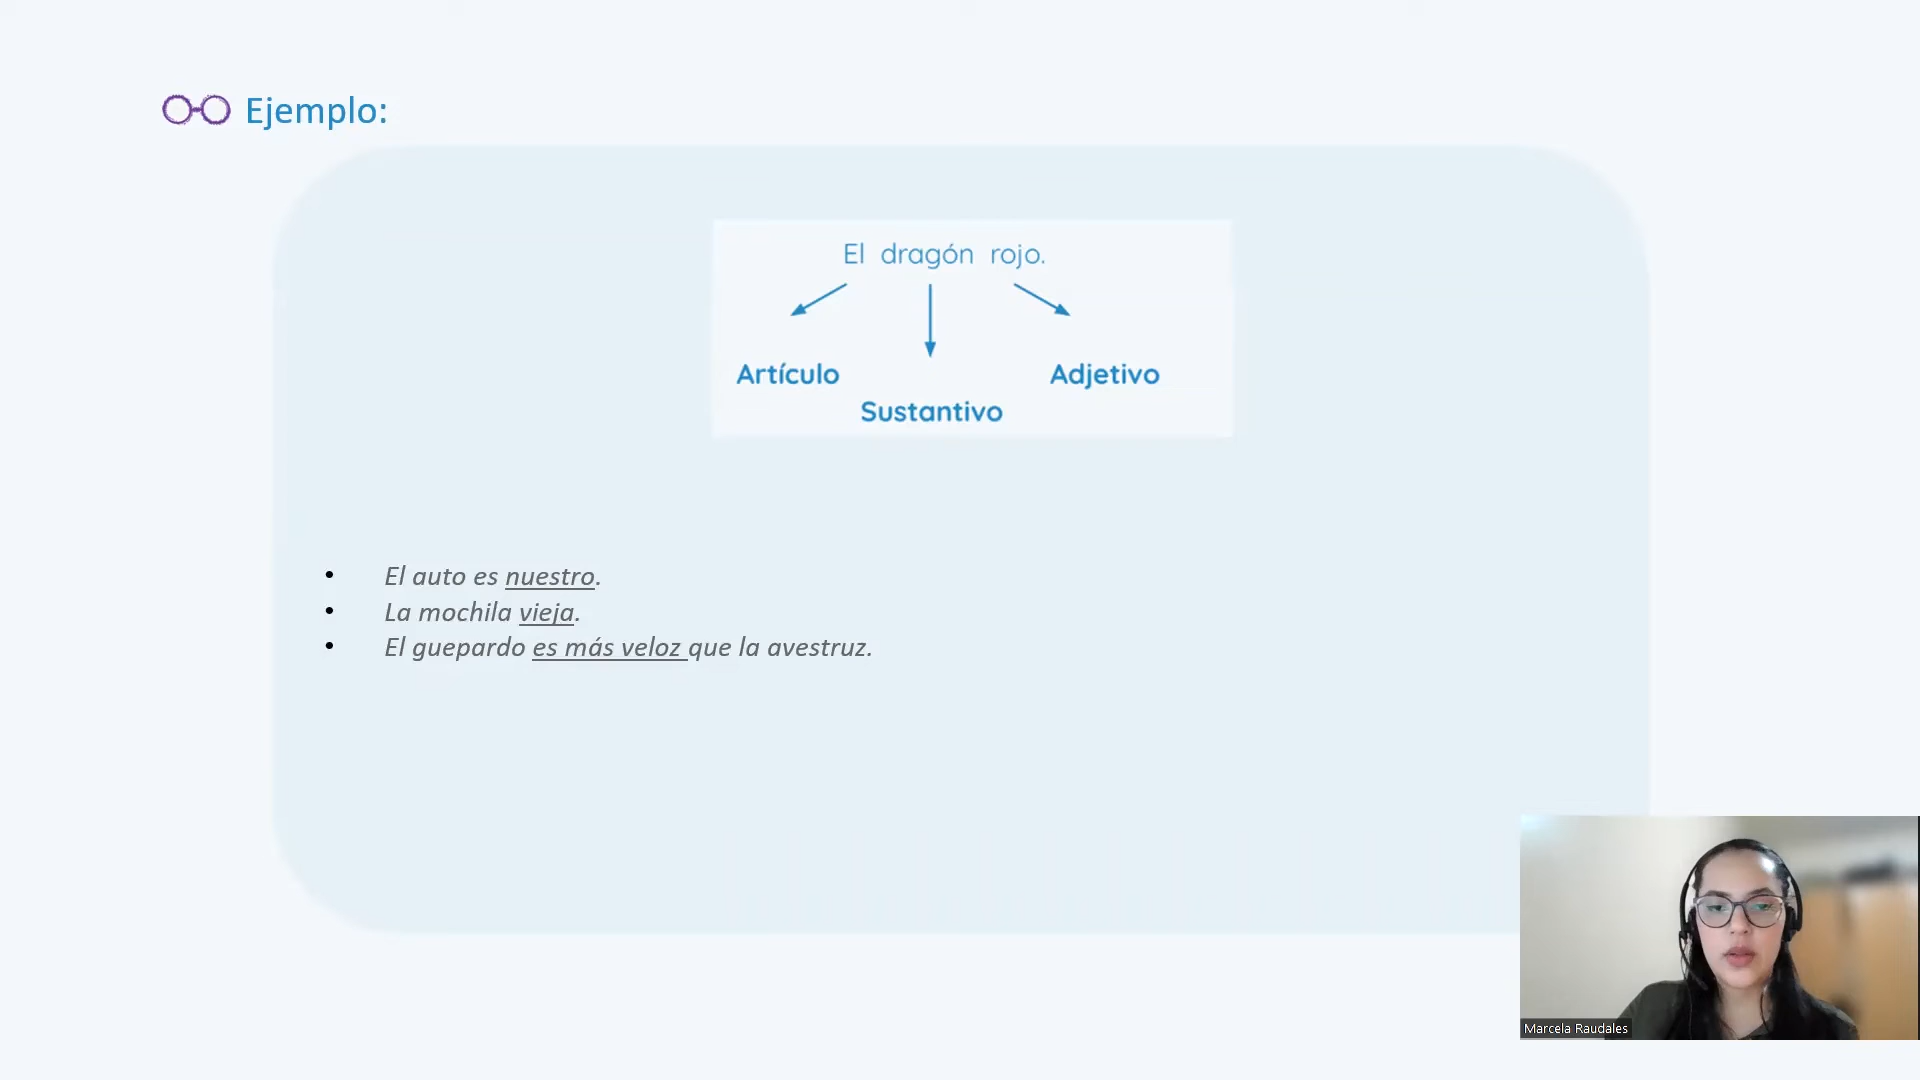 Ejemplo:
El dragón rojo.
Artículo
Adjetivo
Sustantivo
• El auto es nuestro.
• La mochila vieja.
• El guepardo es más veloz que la avestruz.
Marcela Raudales